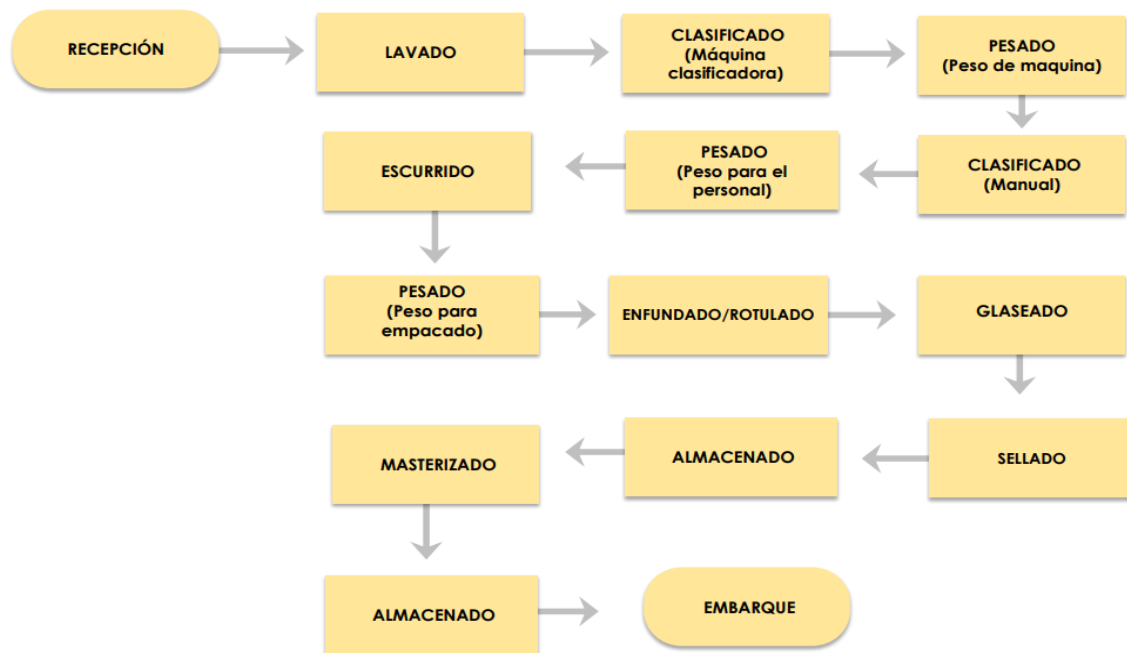 RECEPCIÓN
LAVADO
CLASIFICADO
(Máquina
clasificadora)
PESADO
(Peso de maquina)
CLASIFICADO
(Manual)
PESADO
(Peso para el
personal)
ESCURRIDO
PESADO
(Peso para
empacado)
ENFUNDADO/ROTULADO
GLASEADO
SELLADO
ALMACENADO
MASTERIZADO
ALMACENADO
EMBARQUE